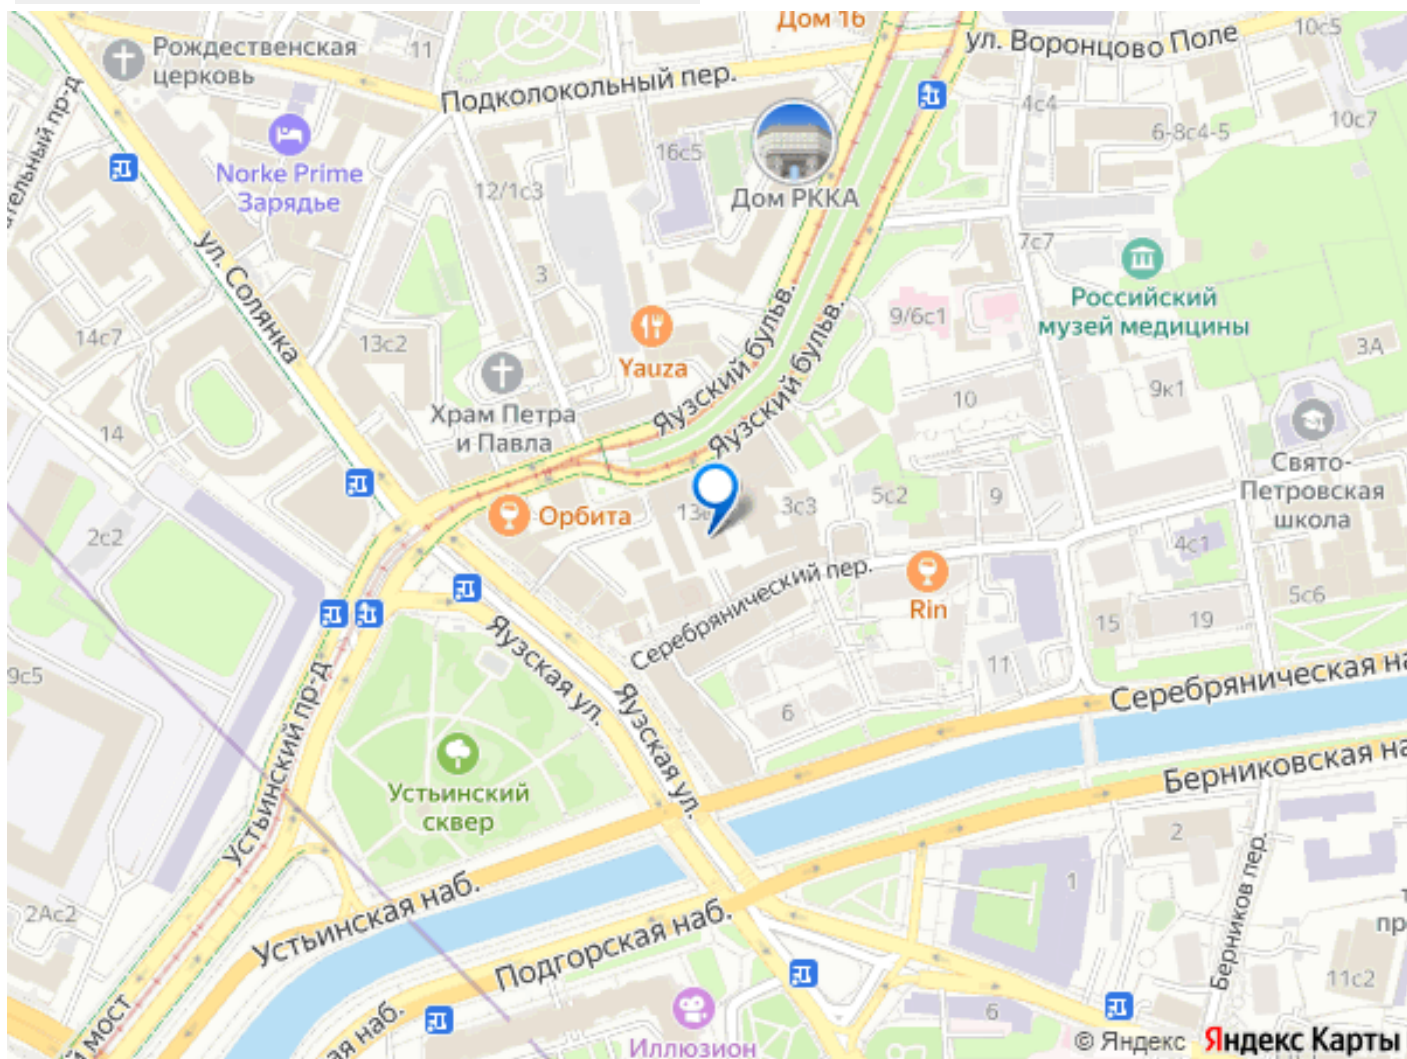 Дом 16
10с5
ул. Воронцово Поле
Рождественская
церковь
11
Подколокольный пер.
4с4
10с7
6-8с4-5
16с5
Norke Prime
Зарядье
12/1с3
Дом РККА
7с7
ул. Солянка
3
Российский
музей медицины
9/6с1
Яузский бульв.
Яузский бульв.
14с7
13с2
Yauza
3А
9к1
10
Храм Петра
и Павла
14
Свято-
Петровская
школа
5с2
9
3с3
Орбита
2с2
4с1
Серебрянический пер.
Rin
5с6
15
19
11
9с5
Яузская ул.
Яузская ул.
Устьинский пр-д
6
Серебряническая на
Берниковская на
Устьинский
сквер
2
1
Берников пер.
2Ас2
Устьинская наб.
Подгорская наб.
11с2
6
мост
ая наб.
Иллюзион
© Яндекс Яндекс Карты